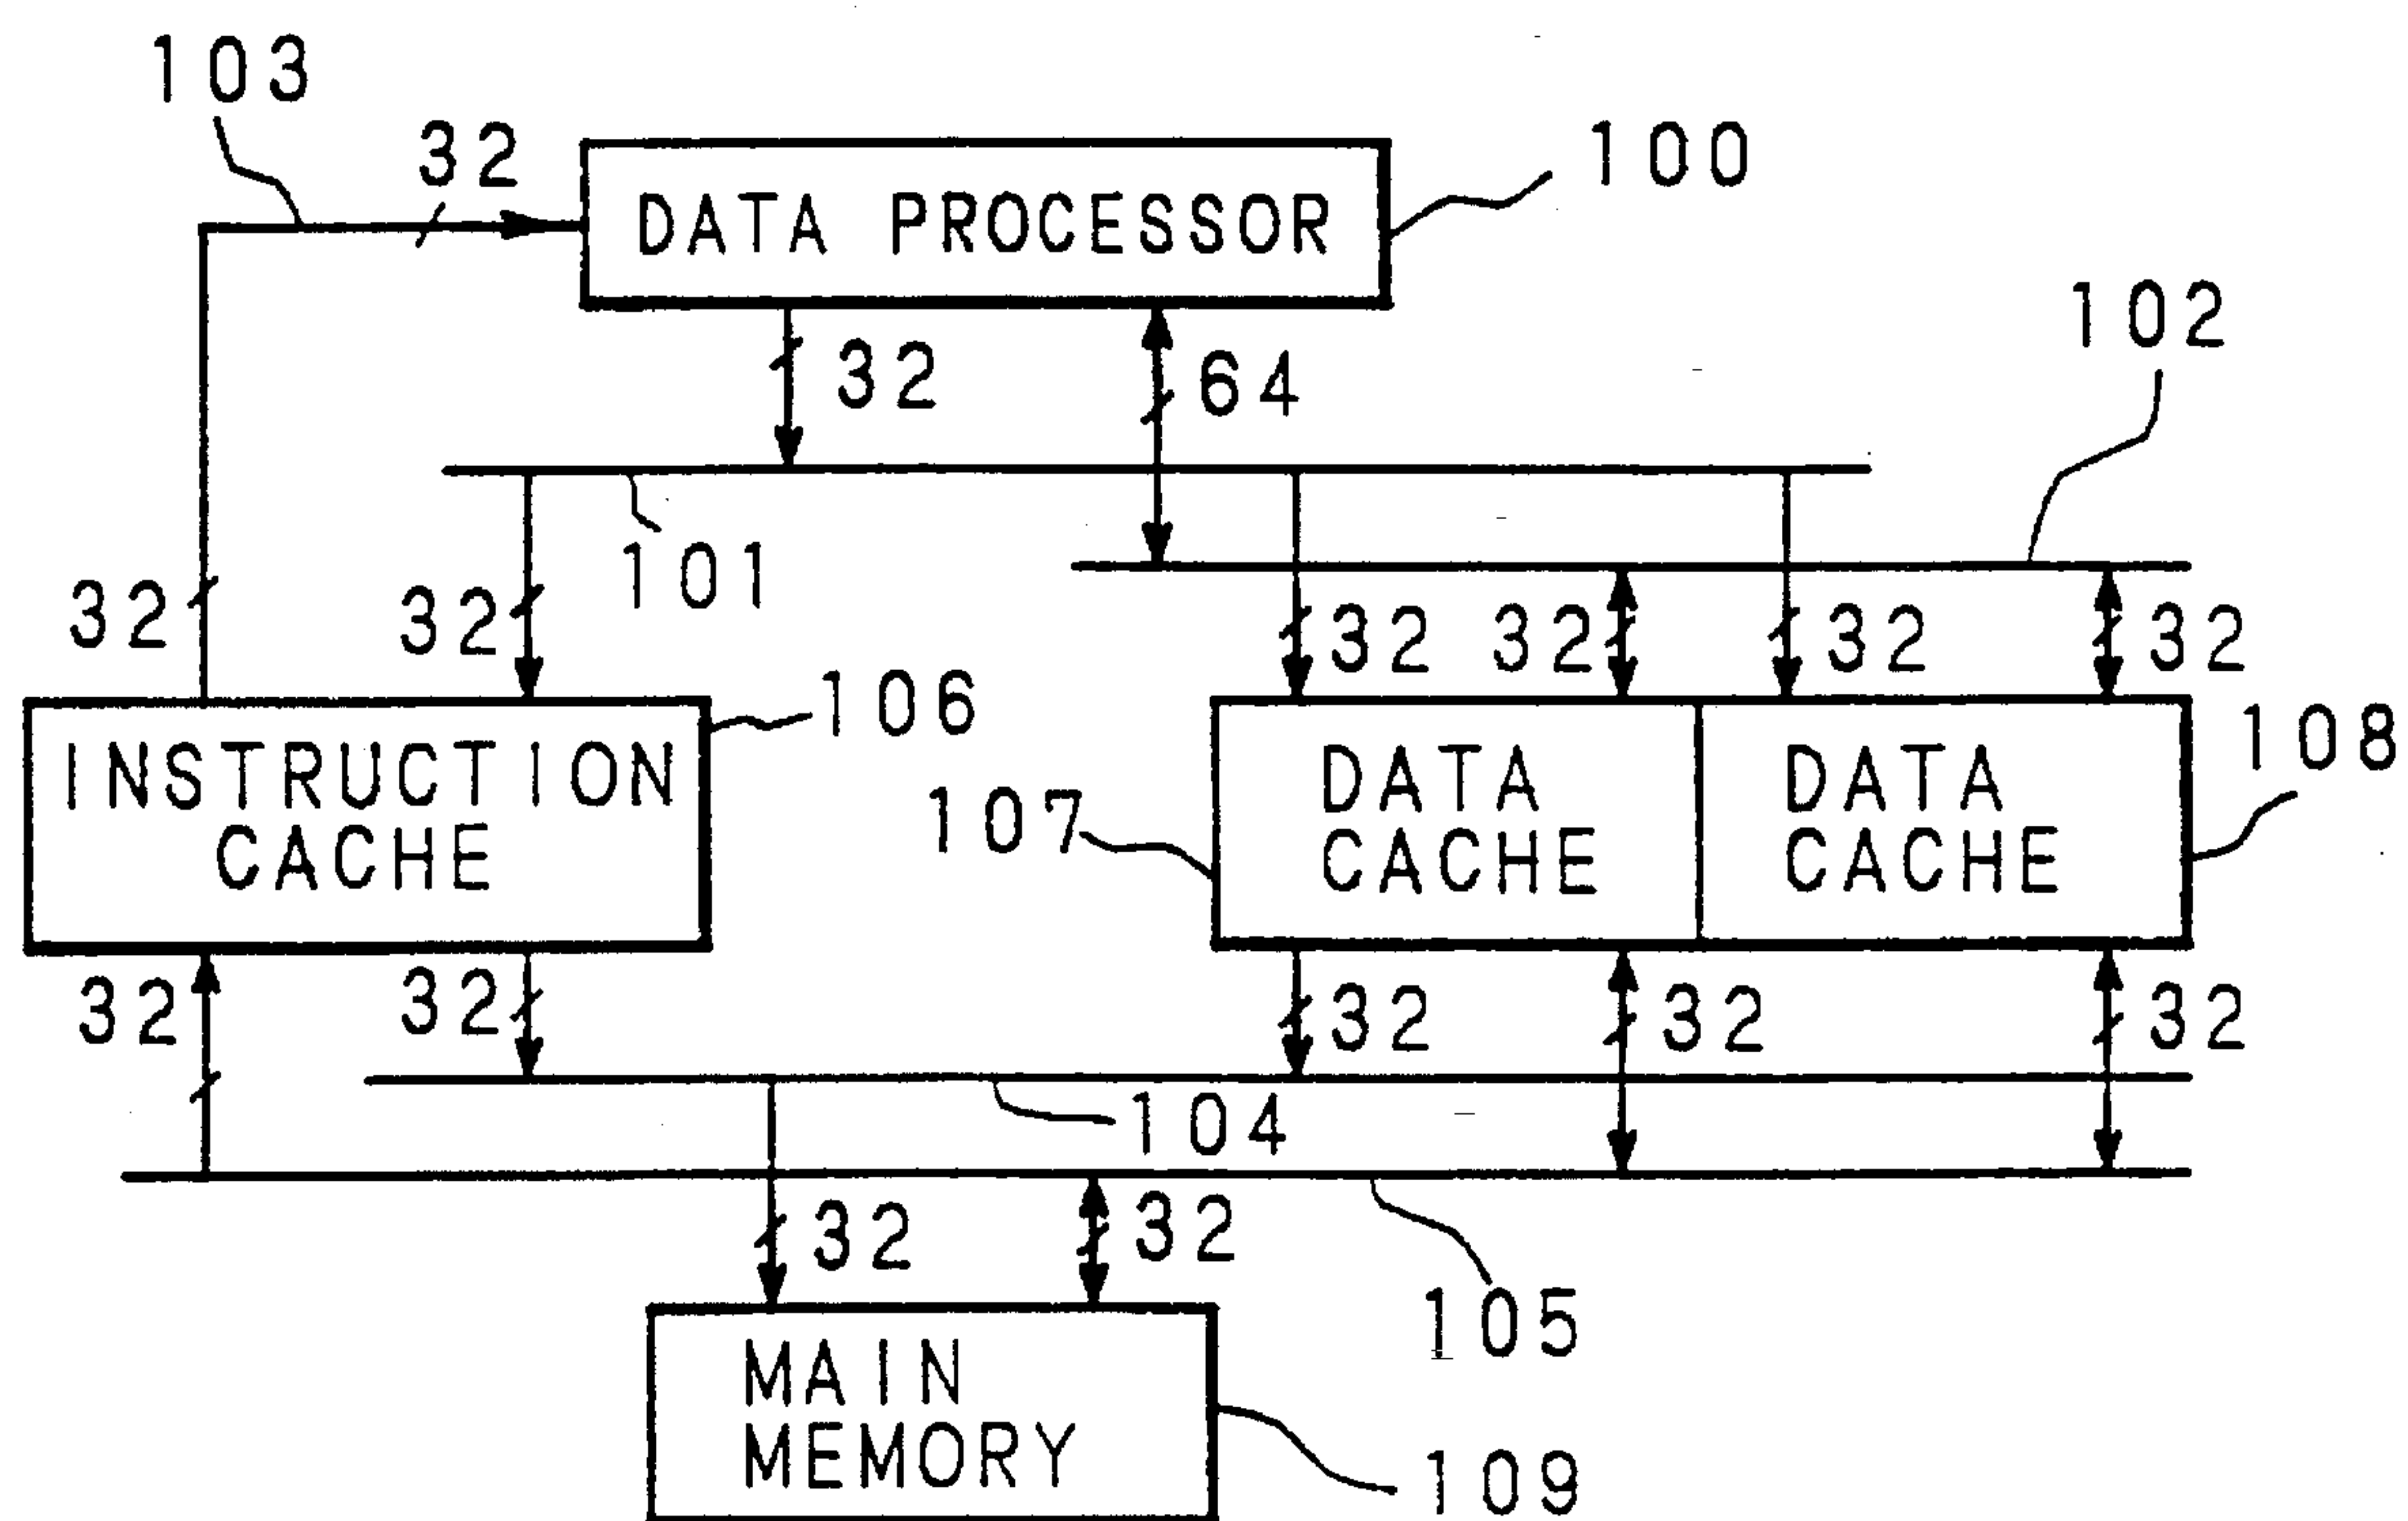 103
32
DATA PROCESSOR
100
102
32
64
101
32
32
32
32
32
32
106
108
INSTRUCTION
CACHE
107
DATA
CACHE
DATA
CACHE
32
32
32
32
32
104
32
32
105
MAIN
MEMORY
109